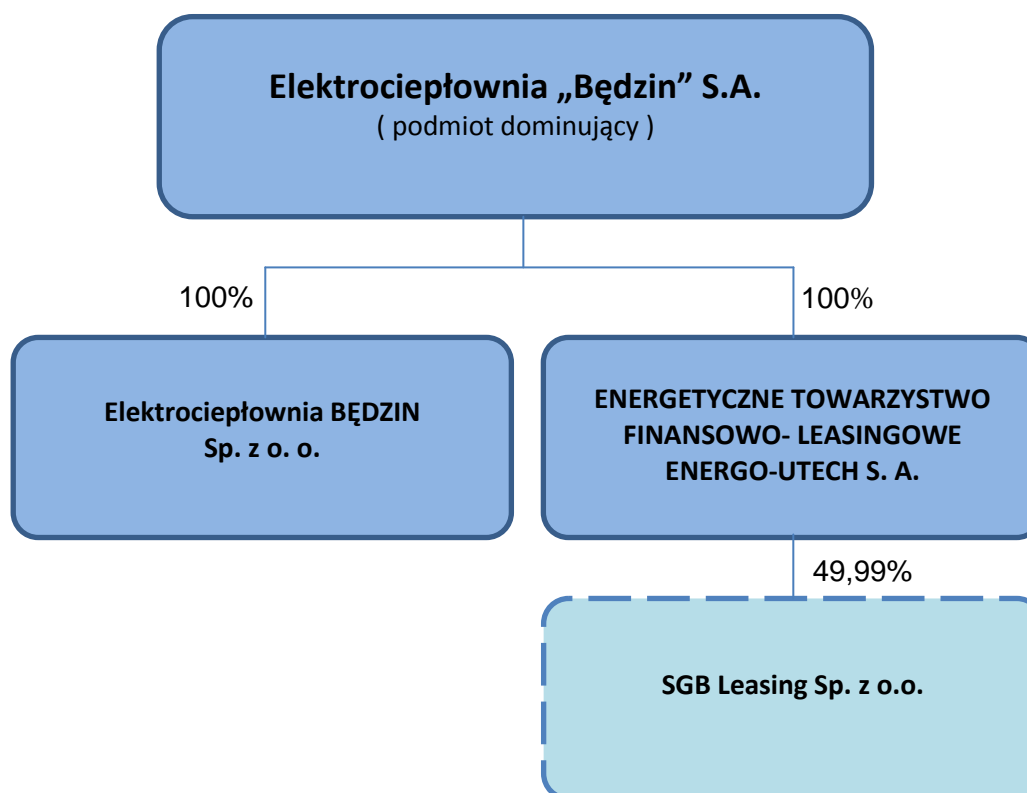 Elektrociepłownia „Będzin” S.A.
( podmiot dominujący )
100%
100%
Elektrociepłownia BĘDZIN
Sp. z o. o.
ENERGETYCZNE TOWARZYSTWO
FINANSOWO- LEASINGOWE
ENERGO-UTECH S. A.
49,99%
SGB Leasing Sp. z o.o.